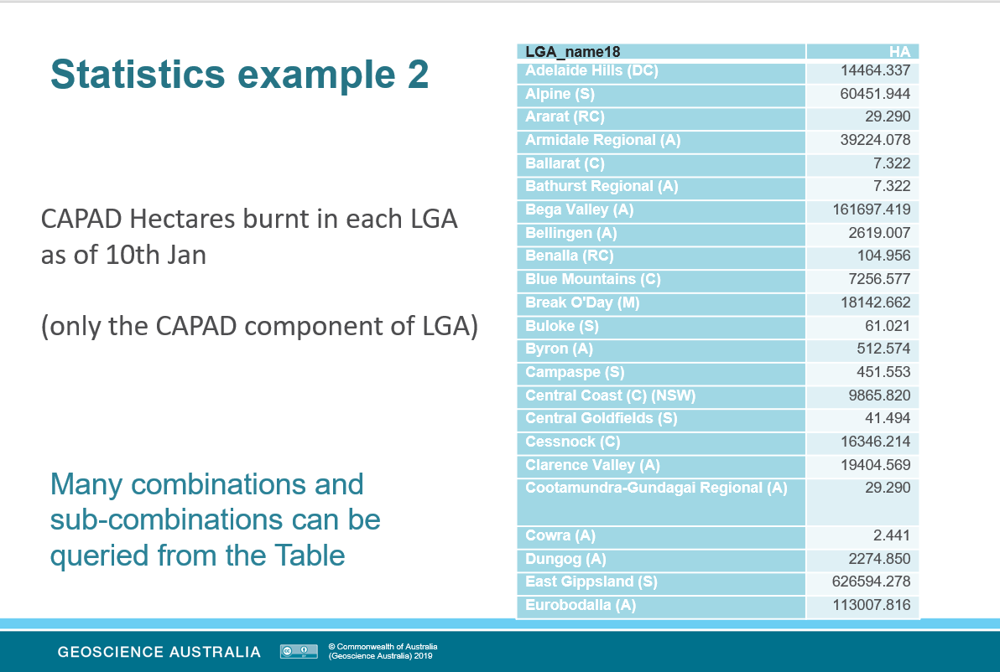 Statistics example 2
CAPAD Hectares burnt in each LGA
as of 10th Jan
(only the CAPAD component of LGA)
Many combinations and
sub-combinations can be
queried from the Table
LGA_name18 HA
Adelaide Hills (DC) 14464.337
Alpine (S) 60451.944
Ararat (RC) 29.290
Armidale Regional (A) 39224.078
Ballarat (C) 7.322
Bathurst Regional (A) 7.322
Bega Valley (A) 161697.419
Bellingen (A) 2619.007
Benalla (RC) 104.956
Blue Mountains (C) 7256.577
Break O'Day (M) 18142.662
Buloke (S) 61.021
Byron (A) 512.574
Campaspe (S) 451.553
Central Coast (C) (NSW) 9865.820
Central Goldfields (S) 41.494
Cessnock (C) 16346.214
Clarence Valley (A) 19404.569
Cootamundra-Gundagai Regional (A) 29.290
Cowra (A) 2.441
Dungog (A) 2274.850
East Gippsland (S) 626594.278
Eurobodalla (A) 113007.816
GEOSCIENCE AUSTRALIA
© Commonwealth of Australia
(Geoscience Australia) 2019